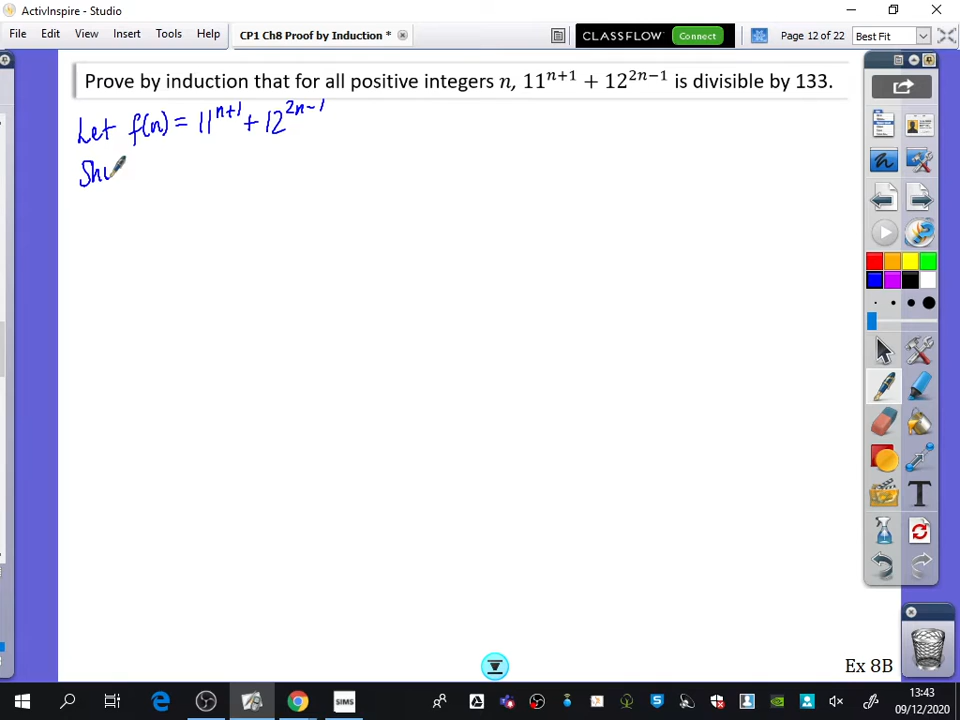 ActivInspire - Studio
File Edit View Insert Tools Help CP1 Ch8 Proof by Induction * CLASSFLOW Connect Page 12 of 22 Best Fit
Prove by induction that for all positive integers n, 11^{n+1} + 12^{2n−1} is divisible by 133.
Let f(n) = 11^{n+1} + 12^{2n−1}
T
Ex 8B
SIMS
13:43
09/12/2020